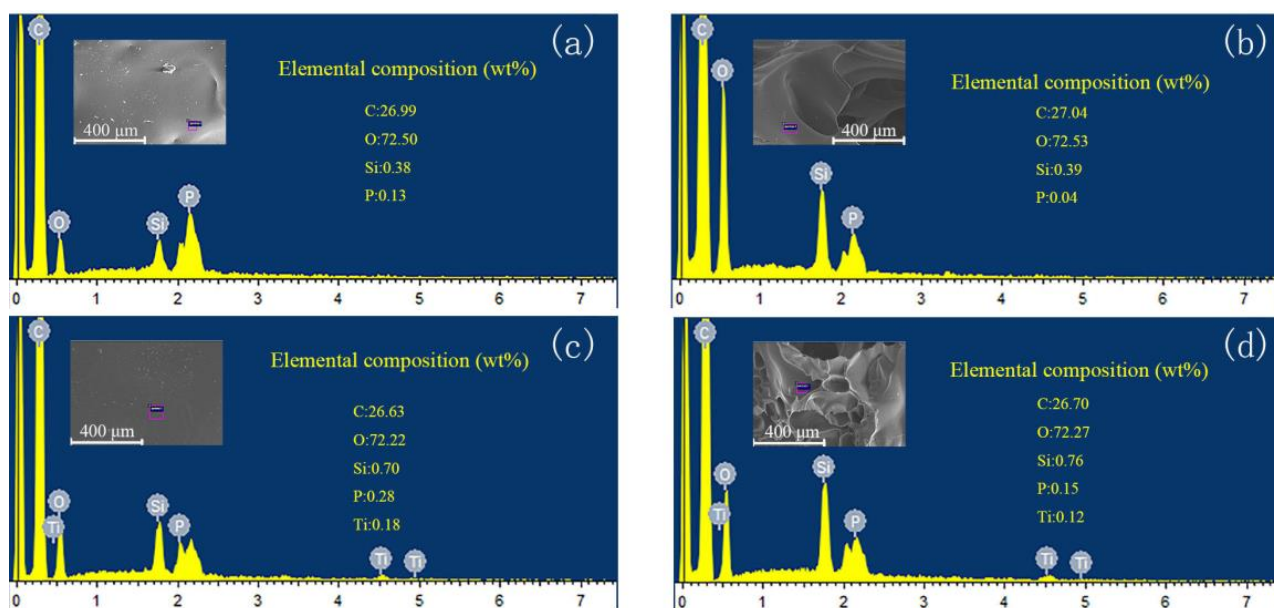 (a)
C
Elemental composition (wt%)
C:26.99
O:72.50
Si:0.38
P:0.13
400 μm
O
Si
P
0 1 2 3 4 5 6 7
(b)
C
O
Elemental composition (wt%)
C:27.04
O:72.53
Si:0.39
P:0.04
400 μm
Si
P
0 1 2 3 4 5 6 7
(c)
C
Elemental composition (wt%)
C:26.63
O:72.22
Si:0.70
P:0.28
Ti:0.18
400 μm
O
Ti
Si
P
Ti
Ti
0 1 2 3 4 5 6 7
(d)
C
Elemental composition (wt%)
C:26.70
O:72.27
Si:0.76
P:0.15
Ti:0.12
400 μm
O
Ti
Si
P
Ti
Ti
0 1 2 3 4 5 6 7